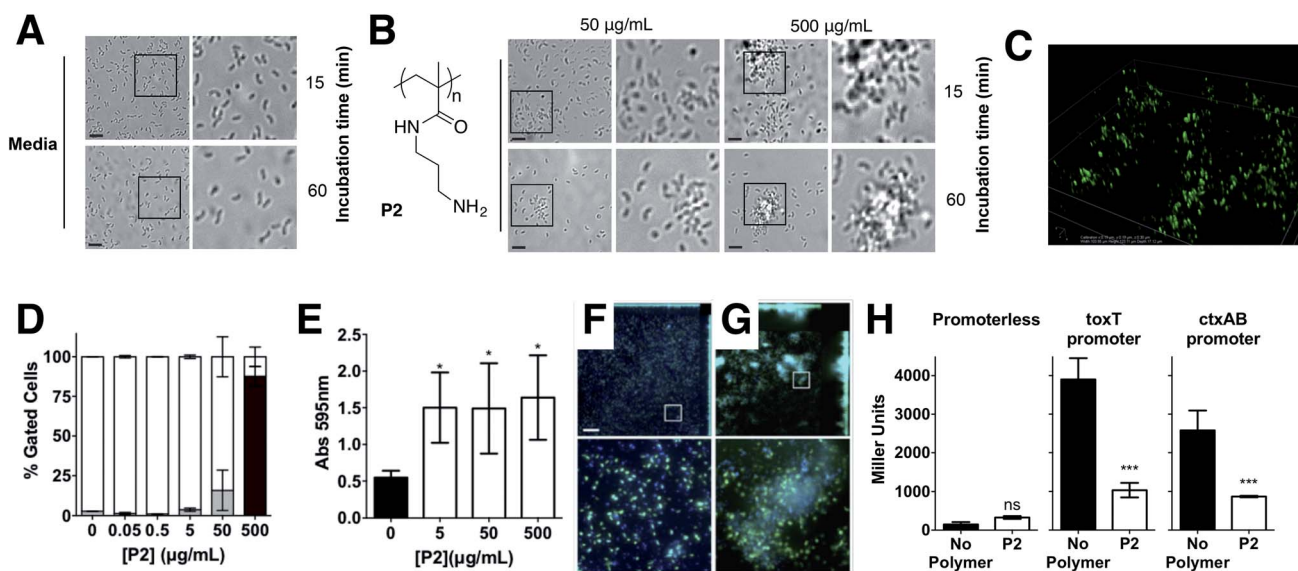 A
Media
15
60
Incubation time (min)
B
50 µg/mL
500 µg/mL
n
HN
O
NH2
P2
15
60
Incubation time (min)
C
D
% Gated Cells
100
75
50
25
0
0 0.05 0.5 5 50 500
[P2] (µg/mL)
E
Abs 595nm
2.5
2.0
1.5
1.0
0.5
0.0
* * *
0 5 50 500
[P2](µg/mL)
F
G
H
Promoterless
toxT promoter
ctxAB promoter
Miller Units
4000
3000
2000
1000
0
ns
***
***
No Polymer P2
No Polymer P2
No Polymer P2